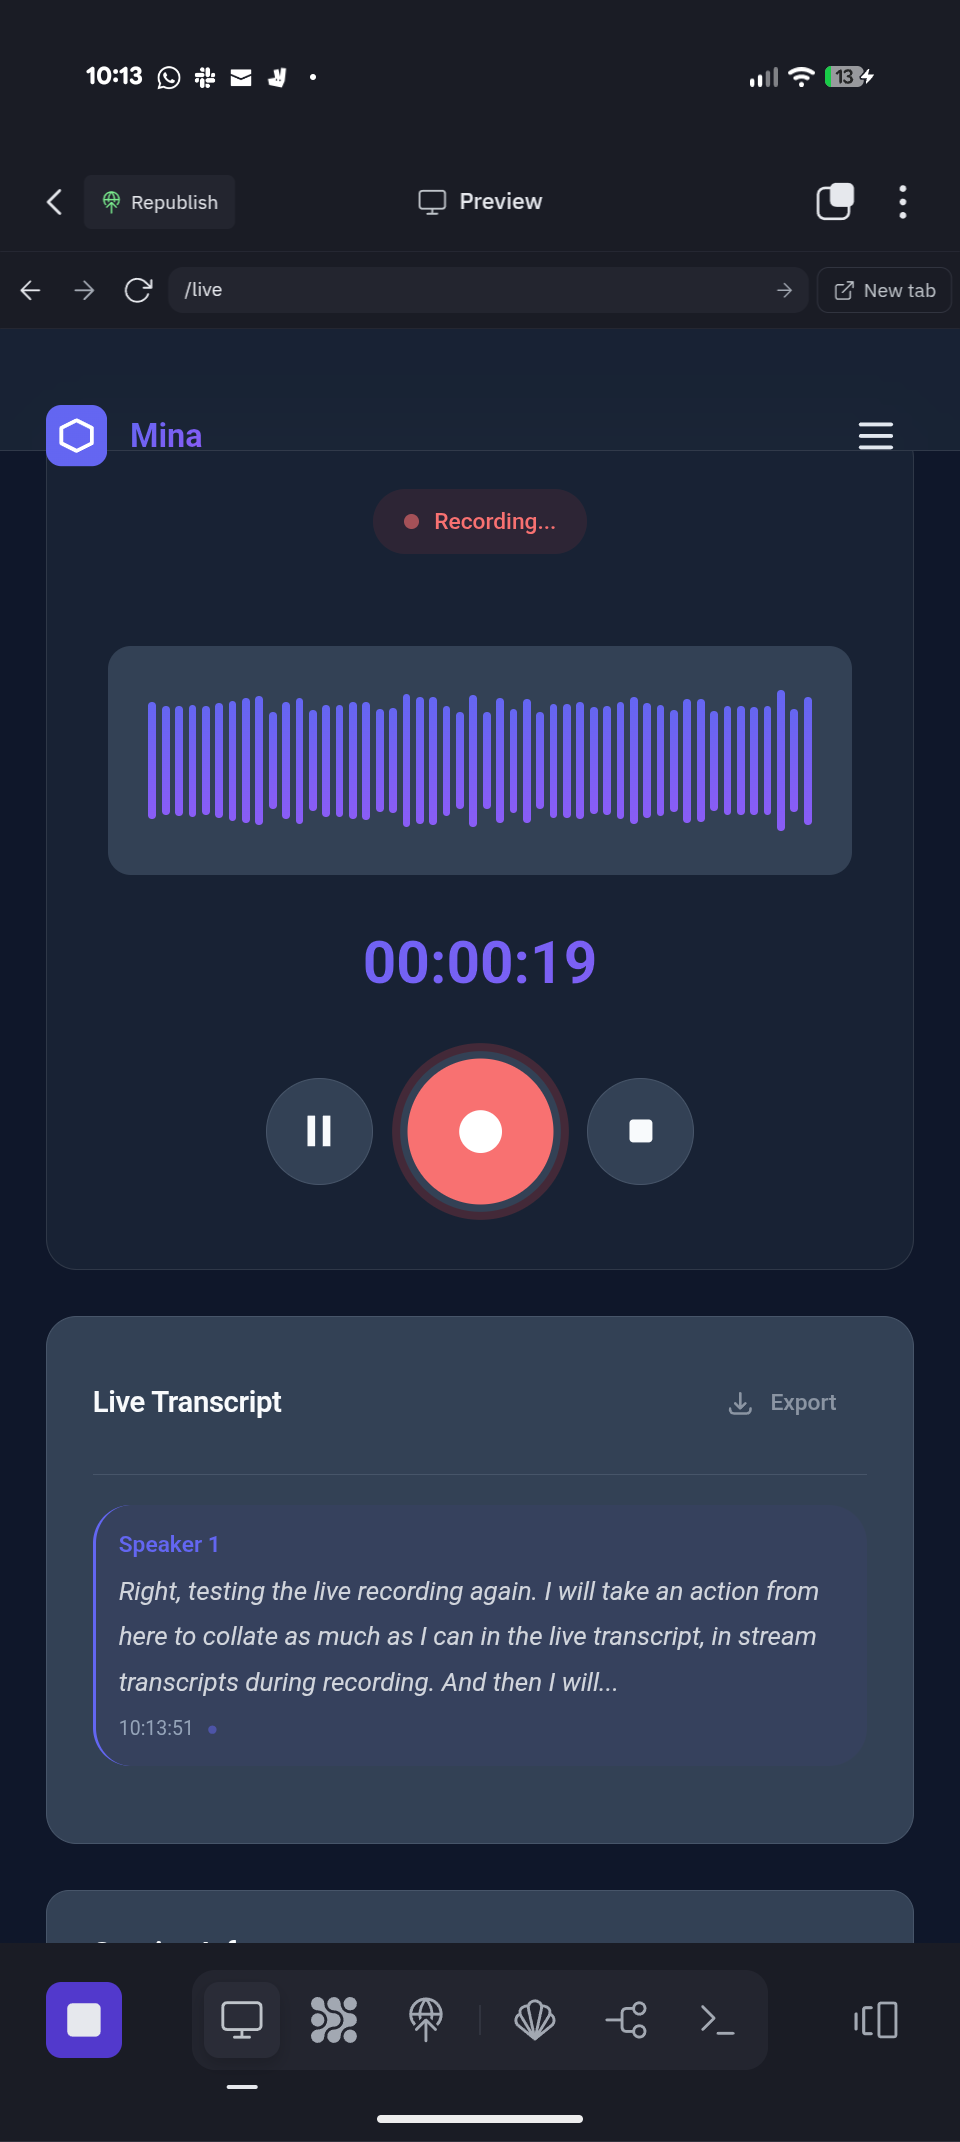 10:13
13
Republish
Preview
/live
New tab
Mina
Recording...
00:00:19
Live Transcript
Export
Speaker 1
Right, testing the live recording again. I will take an action from
here to collate as much as I can in the live transcript, in stream
transcripts during recording. And then I will...
10:13:51